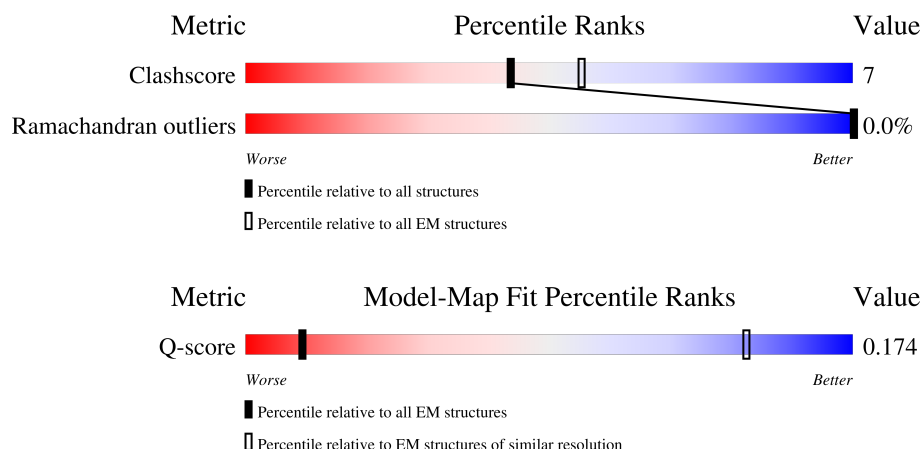 Metric Percentile Ranks Value
Clashscore 7
Ramachandran outliers 0.0%
Worse Better
Percentile relative to all structures
Percentile relative to all EM structures
Metric Model-Map Fit Percentile Ranks Value
Q-score 0.174
Worse Better
Percentile relative to all EM structures
Percentile relative to EM structures of similar resolution